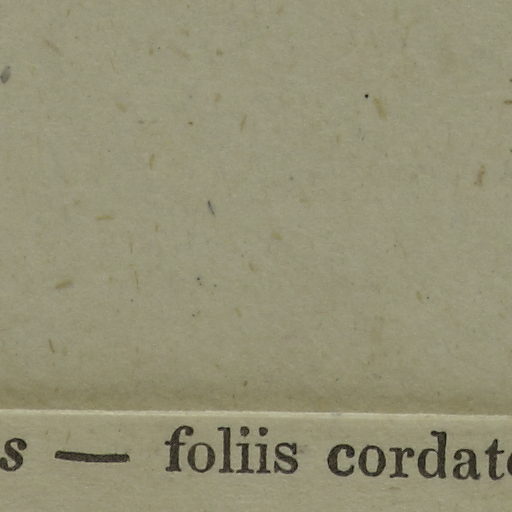 s — foliis cordat